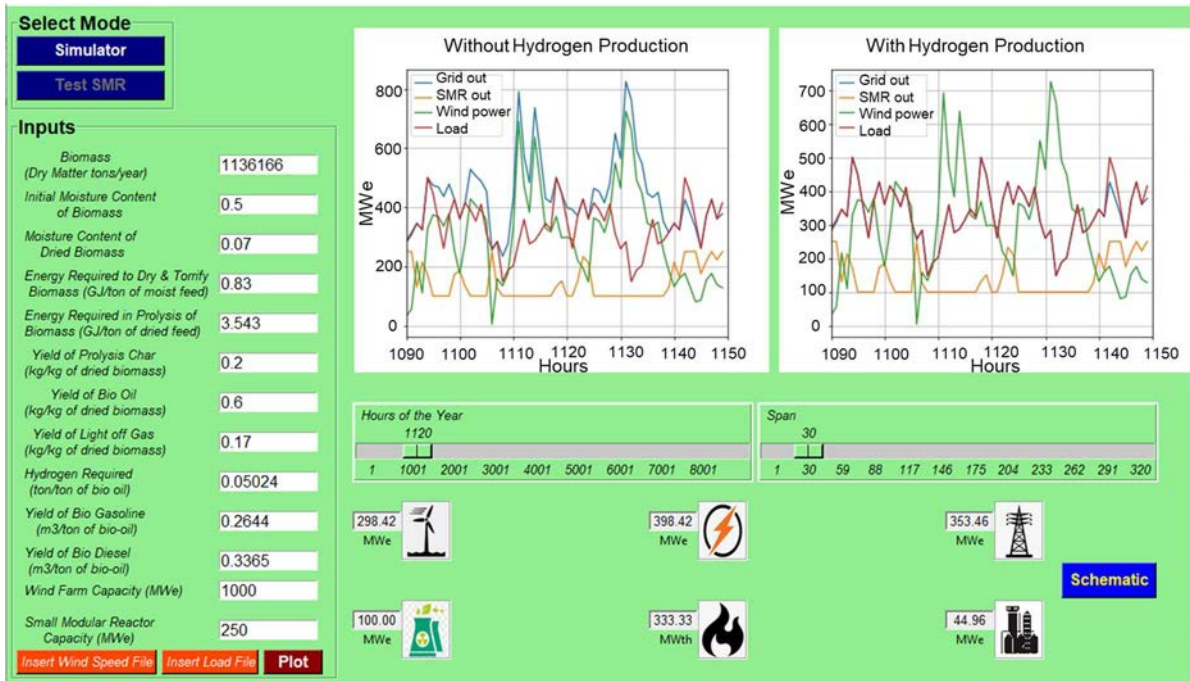 Select Mode
Simulator
Test SMR
Inputs
Biomass
(Dry Matter tons/year)
1136166
Initial Moisture Content
of Biomass
0.5
Moisture Content of
Dried Biomass
0.07
Energy Required to Dry & Torrify
Biomass (GJ/ton of moist feed)
0.83
Energy Required in Prolysis of
Biomass (GJ/ton of dried feed)
3.543
Yield of Prolysis Char
(kg/kg of dried biomass)
0.2
Yield of Bio Oil
(kg/kg of dried biomass)
0.6
Yield of Light off Gas
(kg/kg of dried biomass)
0.17
Hydrogen Required
(ton/ton of bio oil)
0.05024
Yield of Bio Gasoline
(m3/ton of bio-oil)
0.2644
Yield of Bio Diesel
(m3/ton of bio-oil)
0.3365
Wind Farm Capacity (MWe)
1000
Small Modular Reactor
Capacity (MWe)
250
Insert Wind Speed File
Insert Load File
Plot
Without Hydrogen Production
Grid out
SMR out
Wind power
Load
MWe
800
600
400
200
0
1090 1100 1110 1120 1130 1140 1150
Hours
With Hydrogen Production
Grid out
SMR out
Wind power
Load
MWe
700
600
500
400
300
200
100
0
1090 1100 1110 1120 1130 1140 1150
Hours
Hours of the Year
1120
1 1001 2001 3001 4001 5001 6001 7001 8001
Span
30
1 30 59 88 117 146 175 204 233 262 291 320
298.42
MWe
398.42
MWe
353.46
MWe
Schematic
100.00
MWe
333.33
MWth
44.96
MWe